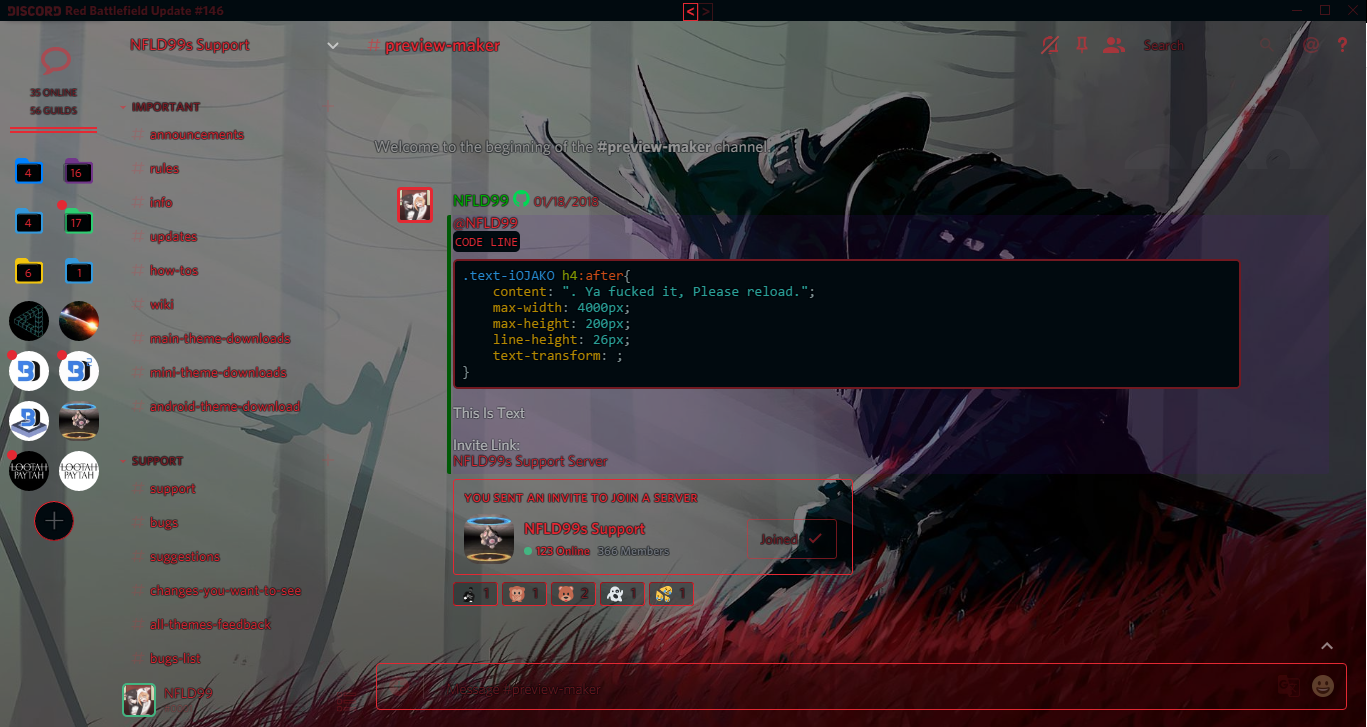 DISCORD Red Battlefield Update #146
< >
NFLD99s Support
# preview-maker
Search
@ ?
35 ONLINE
56 GUILDS
IMPORTANT
# announcements
# rules
# info
# updates
# how-tos
# wiki
# main-theme-downloads
# mini-theme-downloads
# android-theme-download
SUPPORT
# support
# bugs
# suggestions
# changes-you-want-to-see
# all-themes-feedback
# bugs-list
4 16
4 17
6 1
LOOTAH PAYTAH
LOOTAH PAYTAH
NFLD99
Welcome to the beginning of the #preview-maker channel.
NFLD99 01/18/2018
@NFLD99
CODE LINE
.text-iOJAKO h4:after{
content: ". Ya fucked it, Please reload.";
max-width: 4000px;
max-height: 200px;
line-height: 26px;
text-transform: ;
}
This Is Text
Invite Link:
NFLD99s Support Server
YOU SENT AN INVITE TO JOIN A SERVER
NFLD99s Support
123 Online 366 Members
Joined
1 1 2 1 1
Message #preview-maker